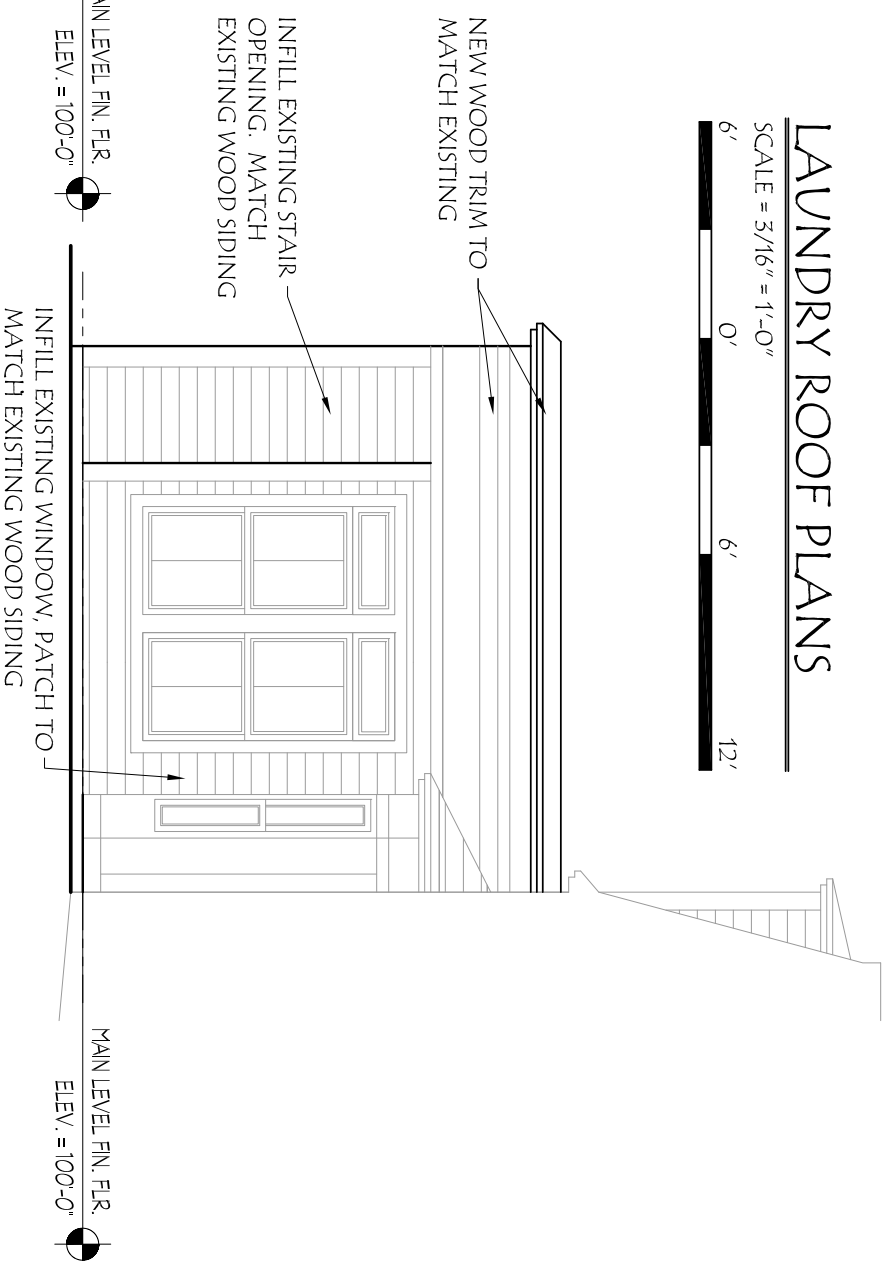 LAUNDRY ROOF PLANS
SCALE = 3/16" = 1'-0"
6' 0' 6' 12'
NEW WOOD TRIM TO
MATCH EXISTING
INFILL EXISTING STAIR
OPENING. MATCH
EXISTING WOOD SIDING
AIN LEVEL FIN. FLR.
ELEV. = 100'-0"
MAIN LEVEL FIN. FLR.
ELEV. = 100'-0"
INFILL EXISTING WINDOW, PATCH TO
MATCH EXISTING WOOD SIDING